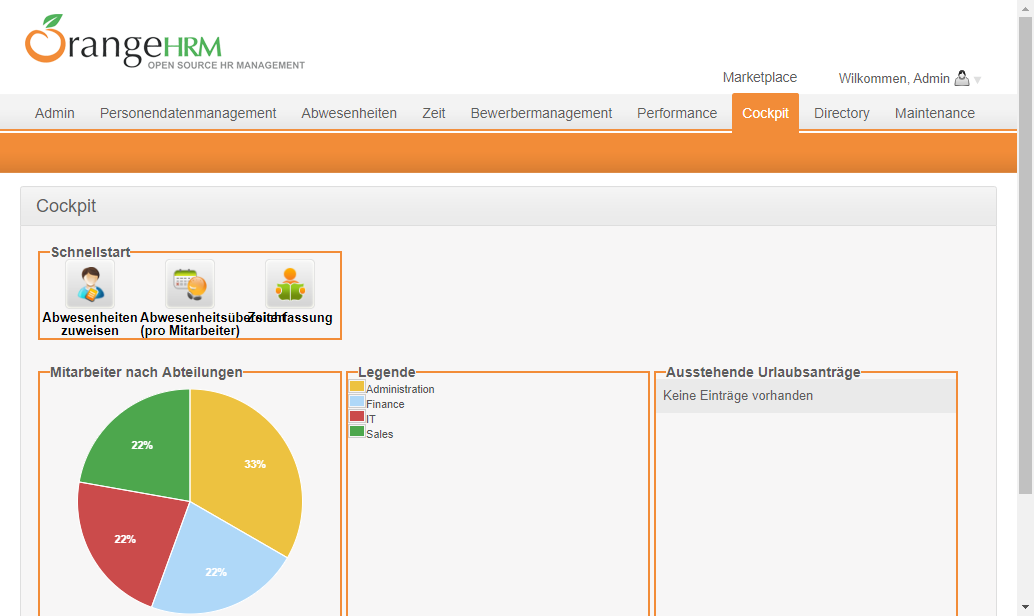 OrangeHRM
OPEN SOURCE HR MANAGEMENT
Marketplace
Willkommen, Admin
Admin
Personendatenmanagement
Abwesenheiten
Zeit
Bewerbermanagement
Performance
Cockpit
Directory
Maintenance
Cockpit
Schnellstart
Abwesenheiten
zuweisen
Abwesenheitsübersicht
(pro Mitarbeiter)
Zeiterfassung
Mitarbeiter nach Abteilungen
22%
33%
22%
22%
Legende
Administration
Finance
IT
Sales
Ausstehende Urlaubsanträge
Keine Einträge vorhanden